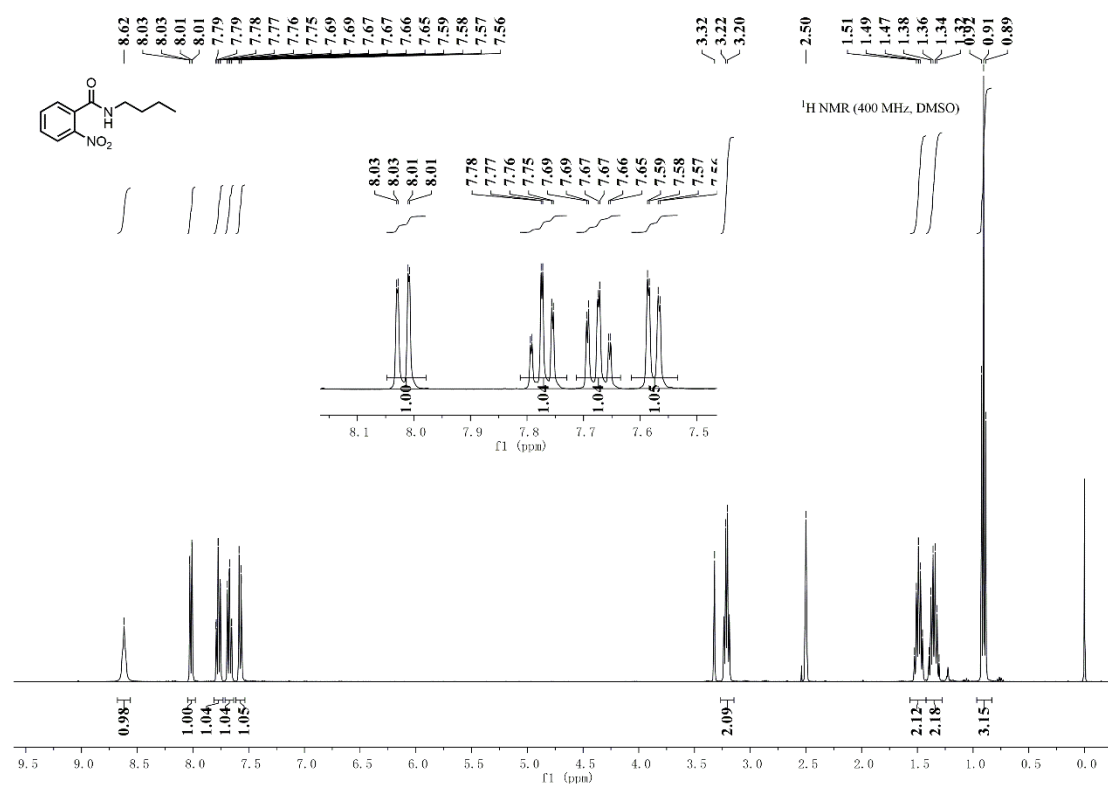 8.62 8.03 8.03 8.01 8.01 7.79 7.79 7.78 7.77 7.76 7.75 7.69 7.69 7.67 7.67 7.66 7.65 7.59 7.58 7.57 7.56 3.32 3.22 3.20 2.50 1.51 1.49 1.47 1.38 1.36 1.34 1.32 0.92 0.91 0.89
O
N
H
NO2
¹H NMR (400 MHz, DMSO)
8.03 8.03 8.01 8.01 7.78 7.77 7.76 7.75 7.69 7.69 7.67 7.67 7.66 7.65 7.59 7.58 7.57
1.00 1.04 1.04 1.05
8.1 8.0 7.9 7.8 7.7 7.6 7.5
f1 (ppm)
0.98 1.00 1.04 1.04 1.05 2.09 2.12 2.18 3.15
9.5 9.0 8.5 8.0 7.5 7.0 6.5 6.0 5.5 5.0 4.5 4.0 3.5 3.0 2.5 2.0 1.5 1.0 0.5 0.0
f1 (ppm)